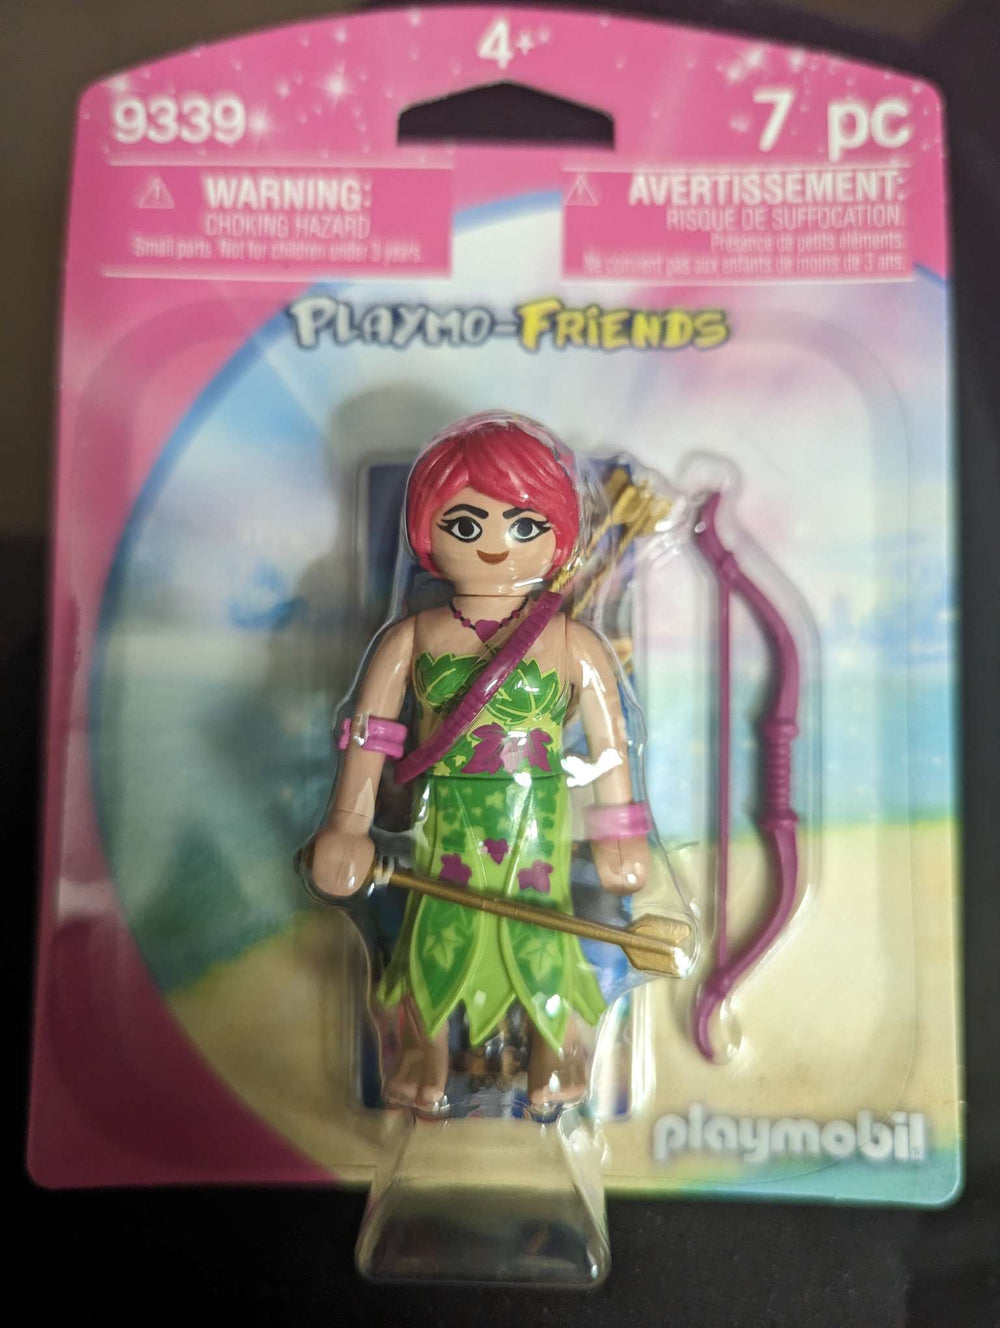 4+
9339
7 pc
WARNING:
CHOKING HAZARD
Small parts. Not for children under 3 years.
AVERTISSEMENT:
RISQUE DE SUFFOCATION.
Présence de petits éléments.
Ne convient pas aux enfants de moins de 3 ans.
PLAYMO-FRiENDS
playmobil